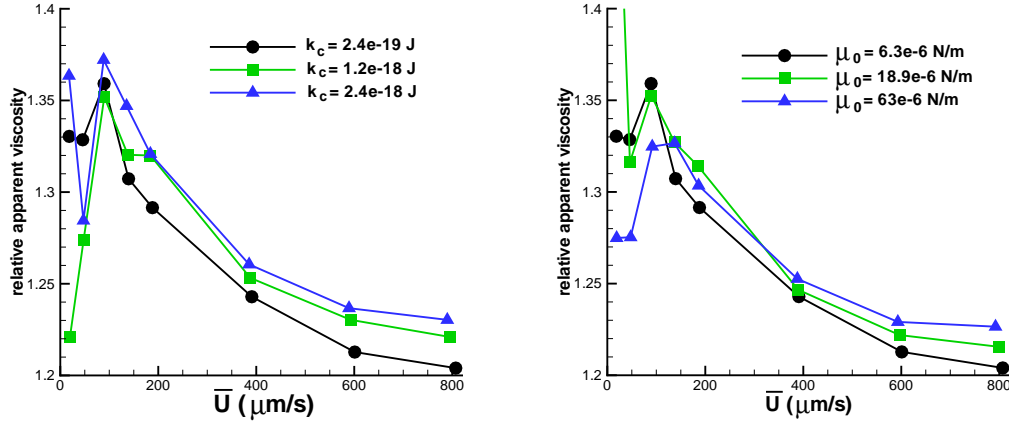 relative apparent viscosity
1.4
1.35
1.3
1.25
1.2
k_c = 2.4e-19 J
k_c = 1.2e-18 J
k_c = 2.4e-18 J
0 200 400 600 800
U̅ (μm/s)
relative apparent viscosity
1.4
1.35
1.3
1.25
1.2
μ_0 = 6.3e-6 N/m
μ_0 = 18.9e-6 N/m
μ_0 = 63e-6 N/m
0 200 400 600 800
U̅ (μm/s)